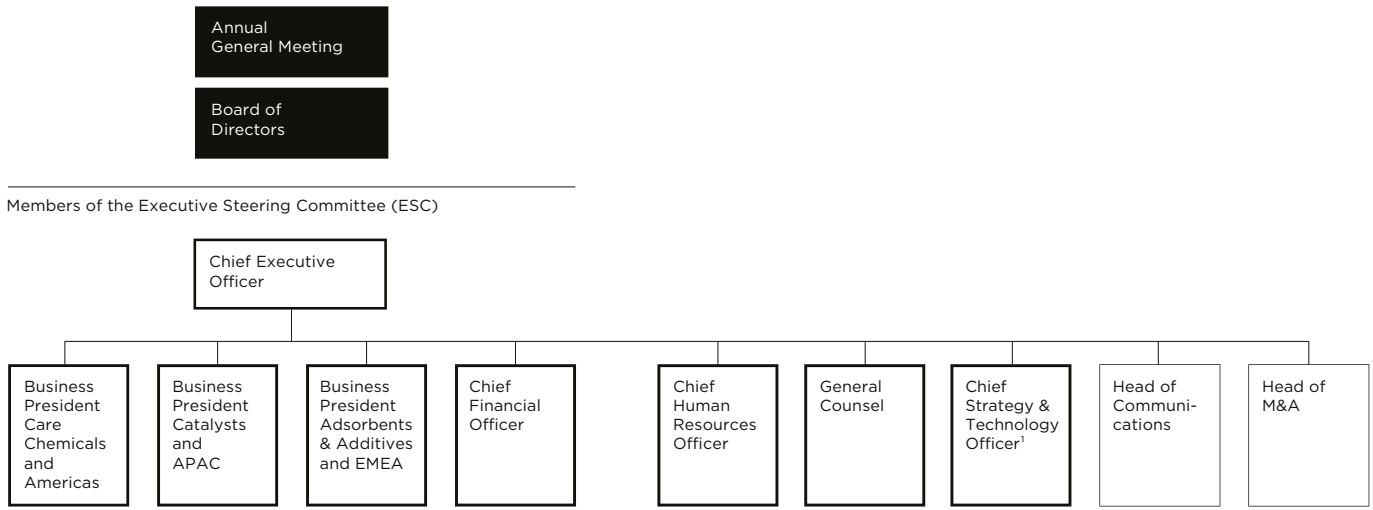 Annual
General Meeting
Board of
Directors
Members of the Executive Steering Committee (ESC)
Chief Executive
Officer
Business
President
Care
Chemicals
and
Americas
Business
President
Catalysts
and
APAC
Business
President
Adsorbents
& Additives
and EMEA
Chief
Financial
Officer
Chief
Human
Resources
Officer
General
Counsel
Chief
Strategy &
Technology
Officer¹
Head of
Communi-
cations
Head of
M&A